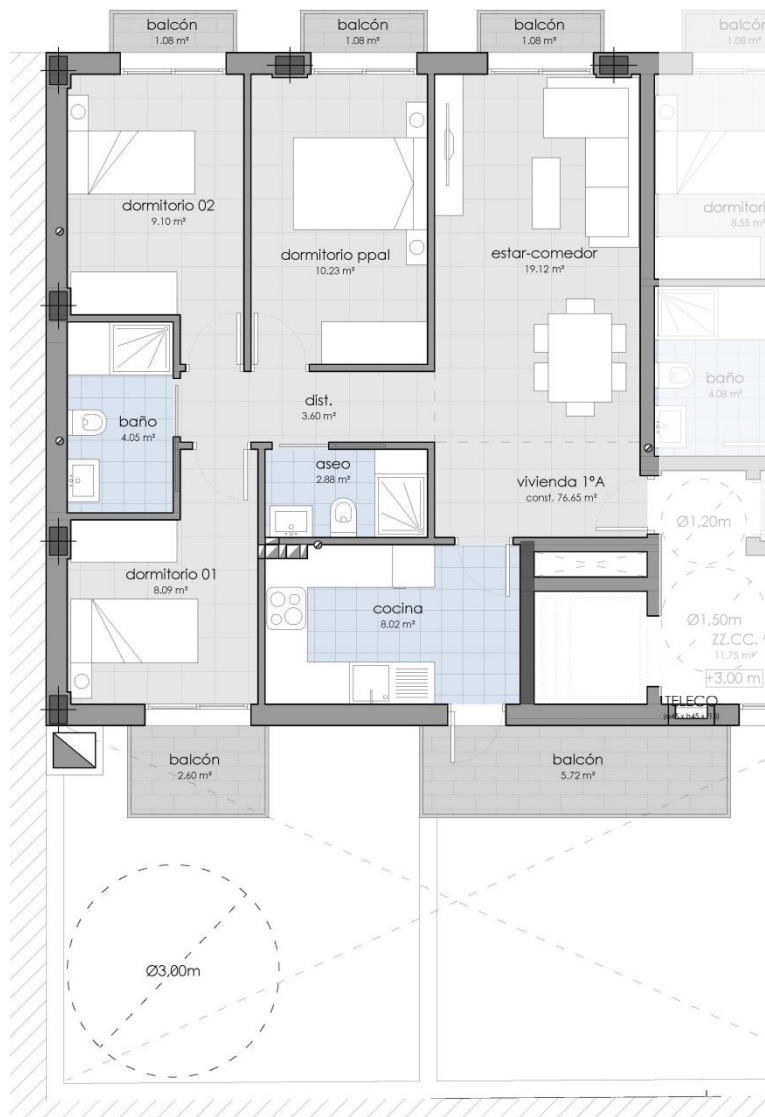 balcón
1.08 m²
balcón
1.08 m²
balcón
1.08 m²
balcón
1.08 m²
dormitorio 02
9.10 m²
dormitorio ppal
10.23 m²
estar-comedor
19.12 m²
dormitori
8.55 m²
baño
4.05 m²
dist.
3.60 m²
baño
4.08 m²
aseo
2.88 m²
vivienda 1ºA
const. 76.65 m²
Ø1,20m
dormitorio 01
8.09 m²
cocina
8.02 m²
Ø1,50m
ZZ.CC.
11.75 m²
+3,00 m
TELECO
balcón
2.60 m²
balcón
5.72 m²
Ø3,00m